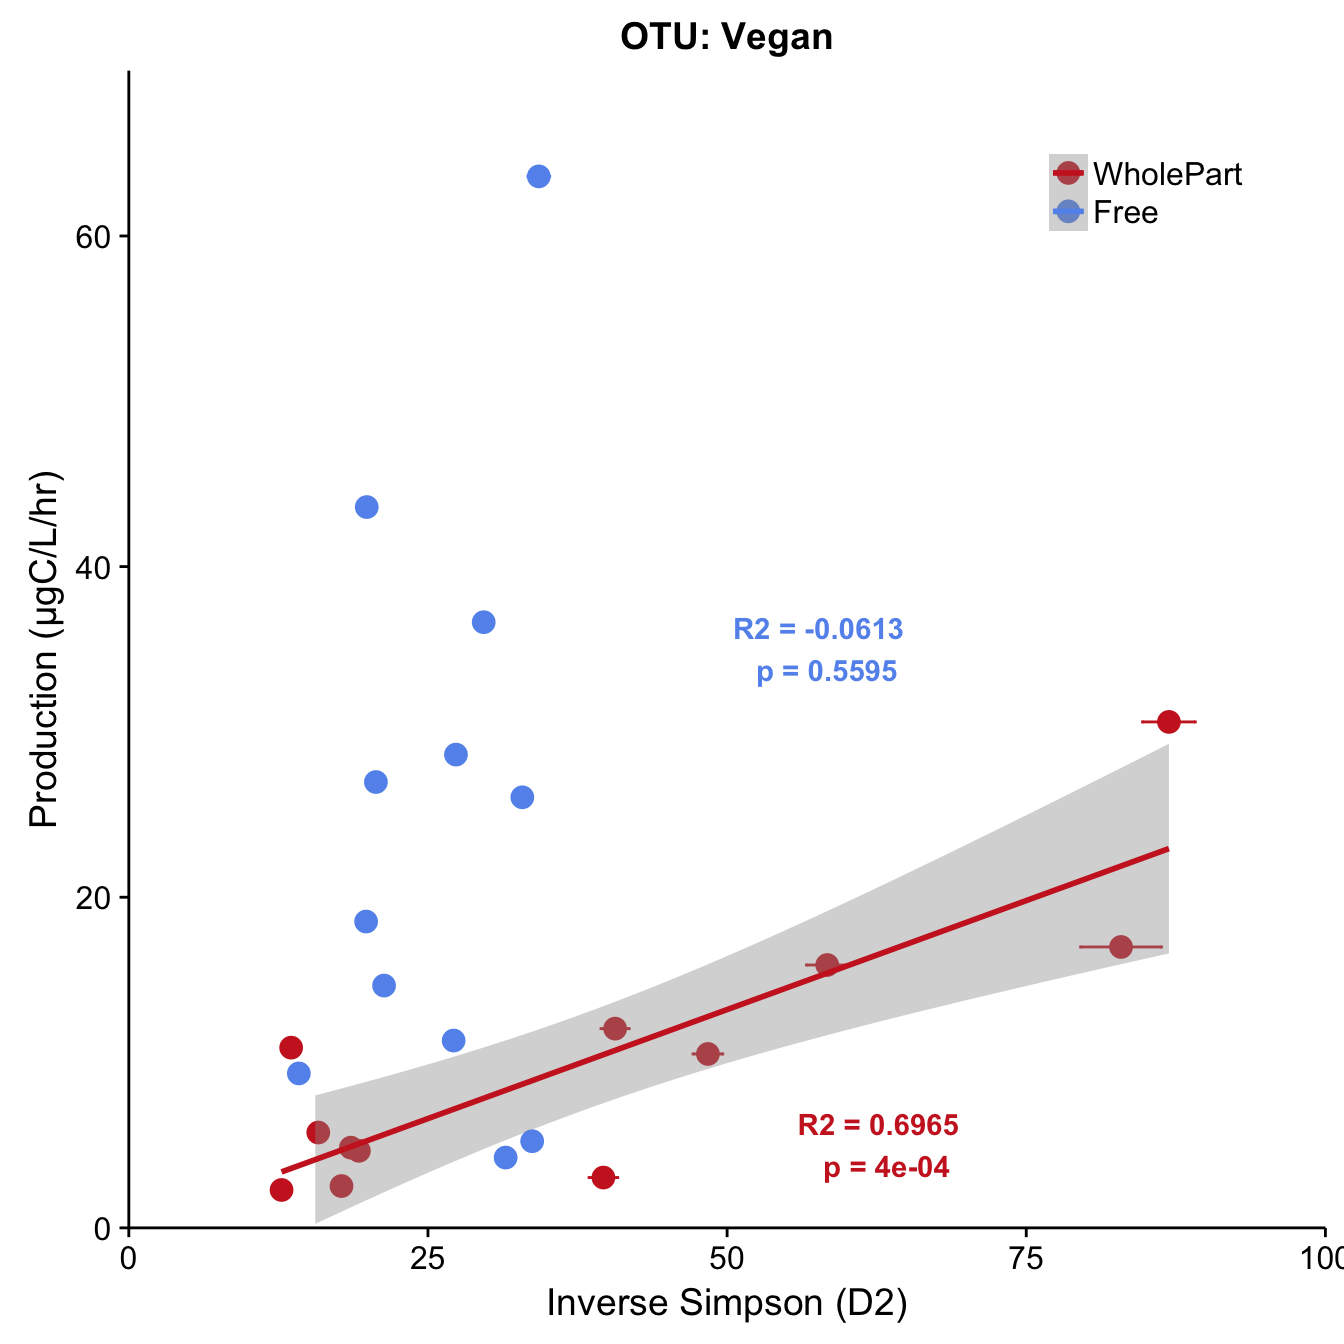 OTU: Vegan
WholePart
Free
60
40
20
0
Production (µgC/L/hr)
R2 = -0.0613
p = 0.5595
R2 = 0.6965
p = 4e-04
0 25 50 75 100
Inverse Simpson (D2)